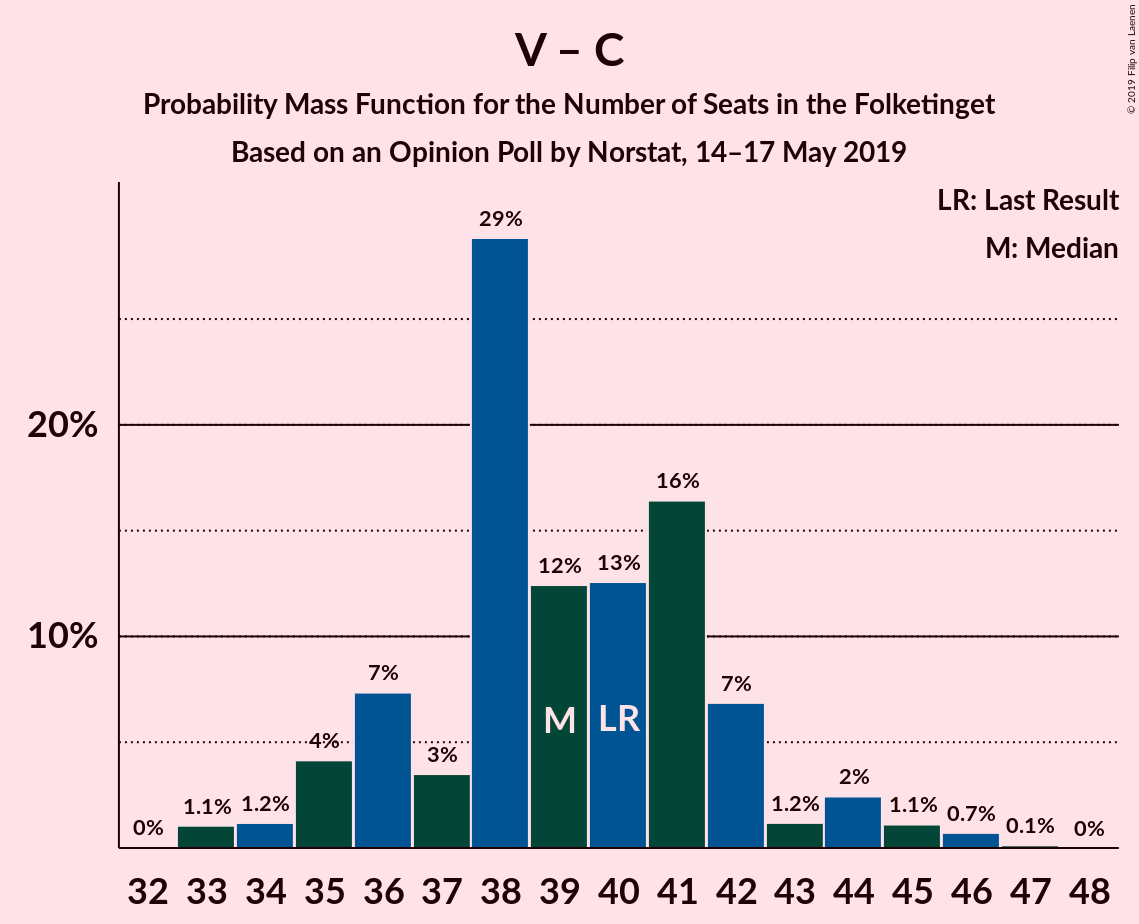 V – C
Probability Mass Function for the Number of Seats in the Folketinget
Based on an Opinion Poll by Norstat, 14–17 May 2019
© 2019 Filip van Laenen
LR: Last Result
M: Median
20%
10%
0%
1.1%
1.2%
4%
7%
3%
29%
12%
13%
16%
7%
1.2%
2%
1.1%
0.7%
0.1%
0%
M
LR
32 33 34 35 36 37 38 39 40 41 42 43 44 45 46 47 48